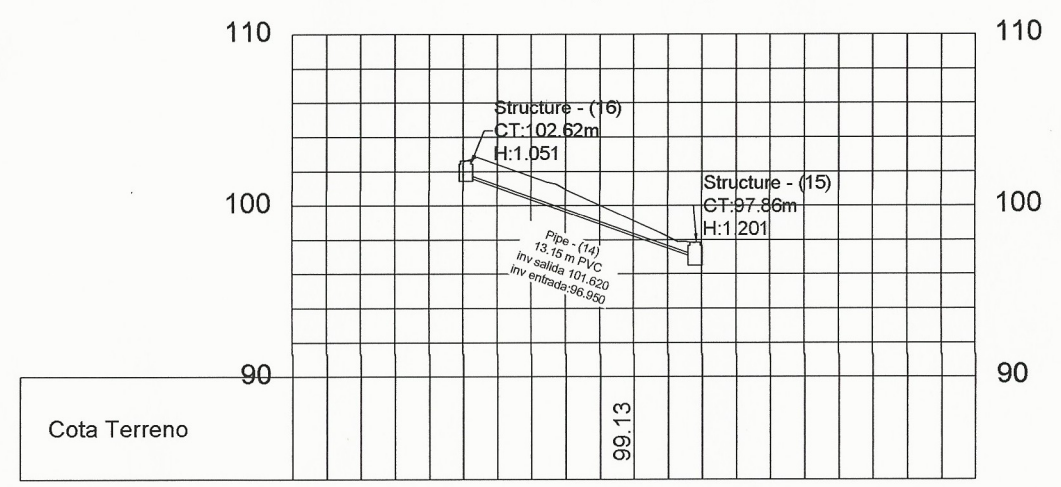 110
110
Structure - (16)
CT:102.62m
H:1.051
Structure - (15)
CT:97.86m
H:1.201
100
100
Pipe - (14)
13.15 m PVC
inv salida 101.620
inv entrada:96.950
90
90
Cota Terreno
99.13